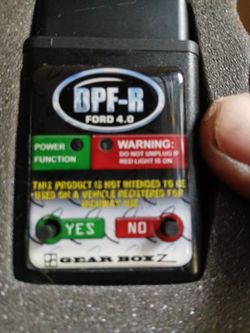 DPF-R
FORD 4.0
POWER
FUNCTION
WARNING:
DO NOT UNPLUG IF
RED LIGHT IS ON
THIS PRODUCT IS NOT INTENDED TO BE
USED ON A VEHICLE REGISTERED FOR
HIGHWAY USE
YES NO
GEAR BOX Z